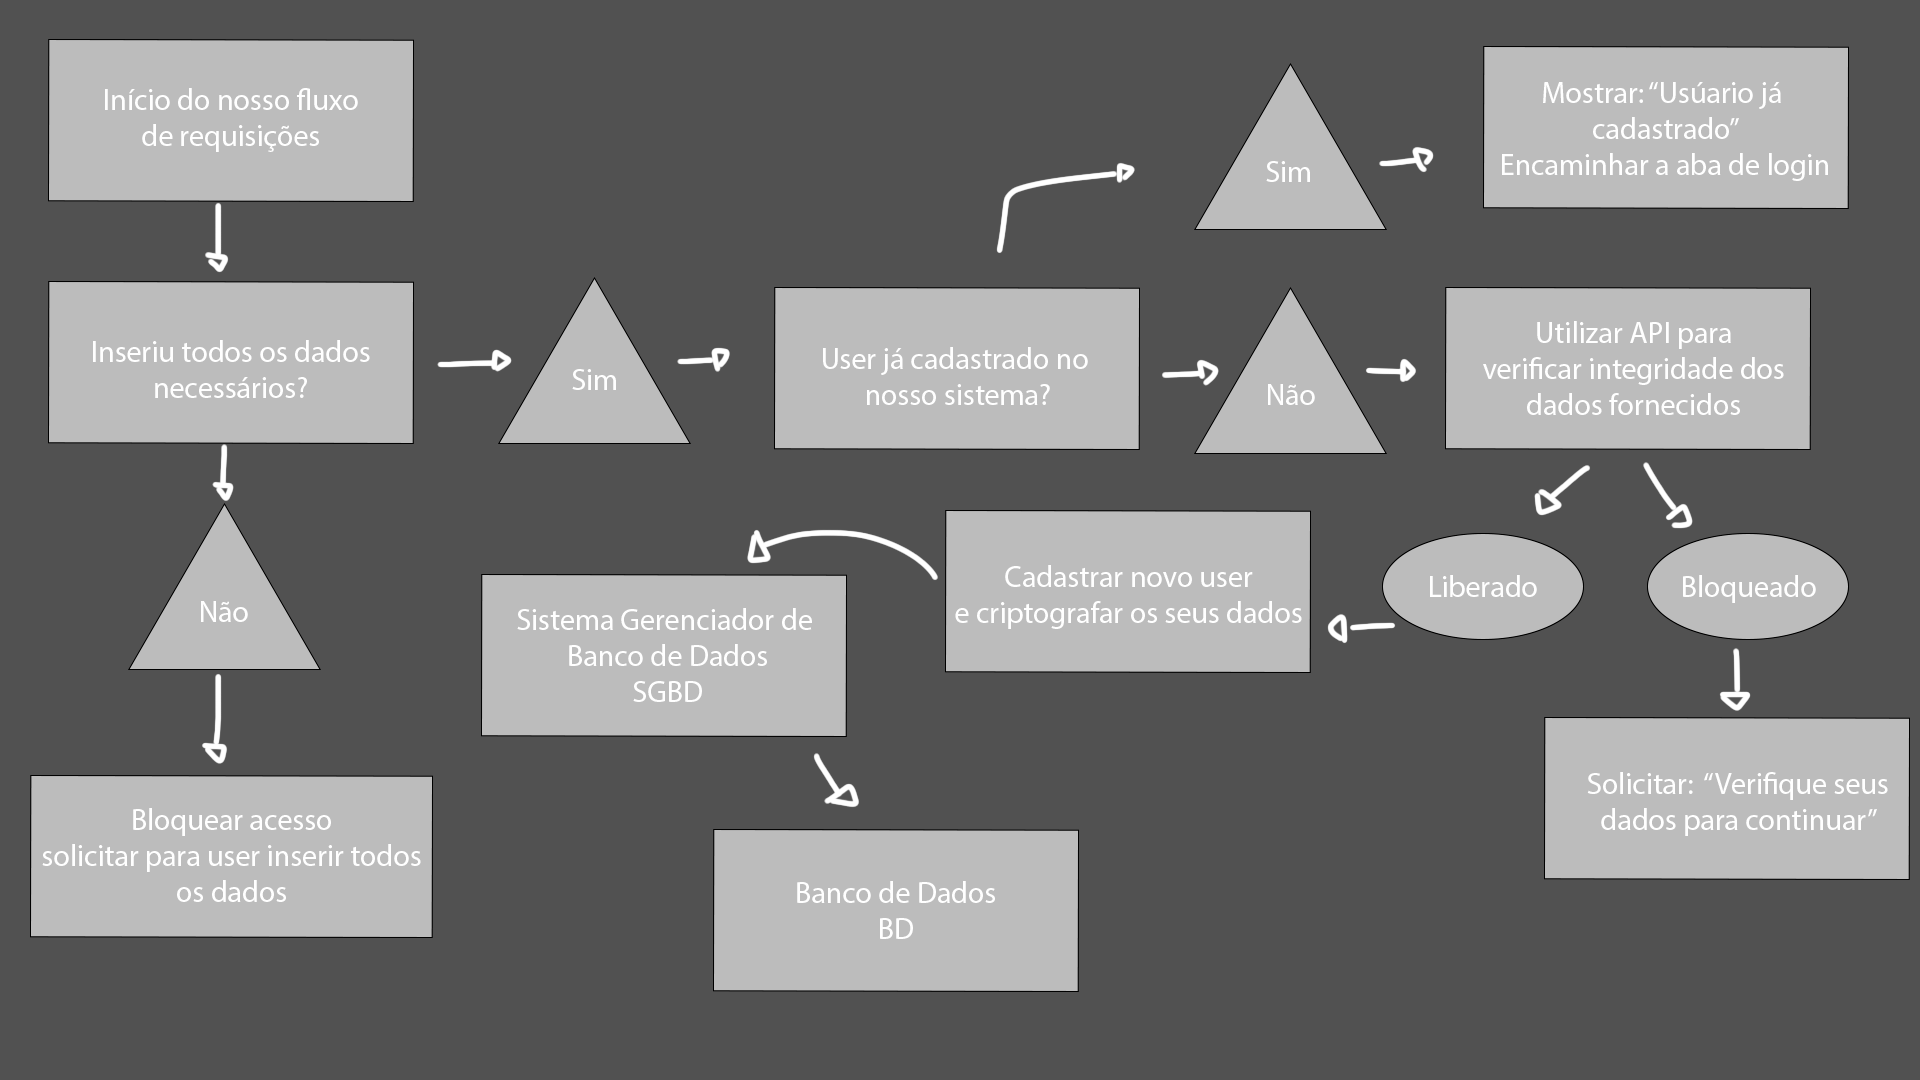 Início do nosso fluxo
de requisições
Inseriu todos os dados
necessários?
Sim
User já cadastrado no
nosso sistema?
Sim
Mostrar: “Usúario já
cadastrado”
Encaminhar a aba de login
Não
Utilizar API para
verificar integridade dos
dados fornecidos
Liberado
Bloqueado
Cadastrar novo user
e criptografar os seus dados
Sistema Gerenciador de
Banco de Dados
SGBD
Banco de Dados
BD
Solicitar: “Verifique seus
dados para continuar”
Não
Bloquear acesso
solicitar para user inserir todos
os dados